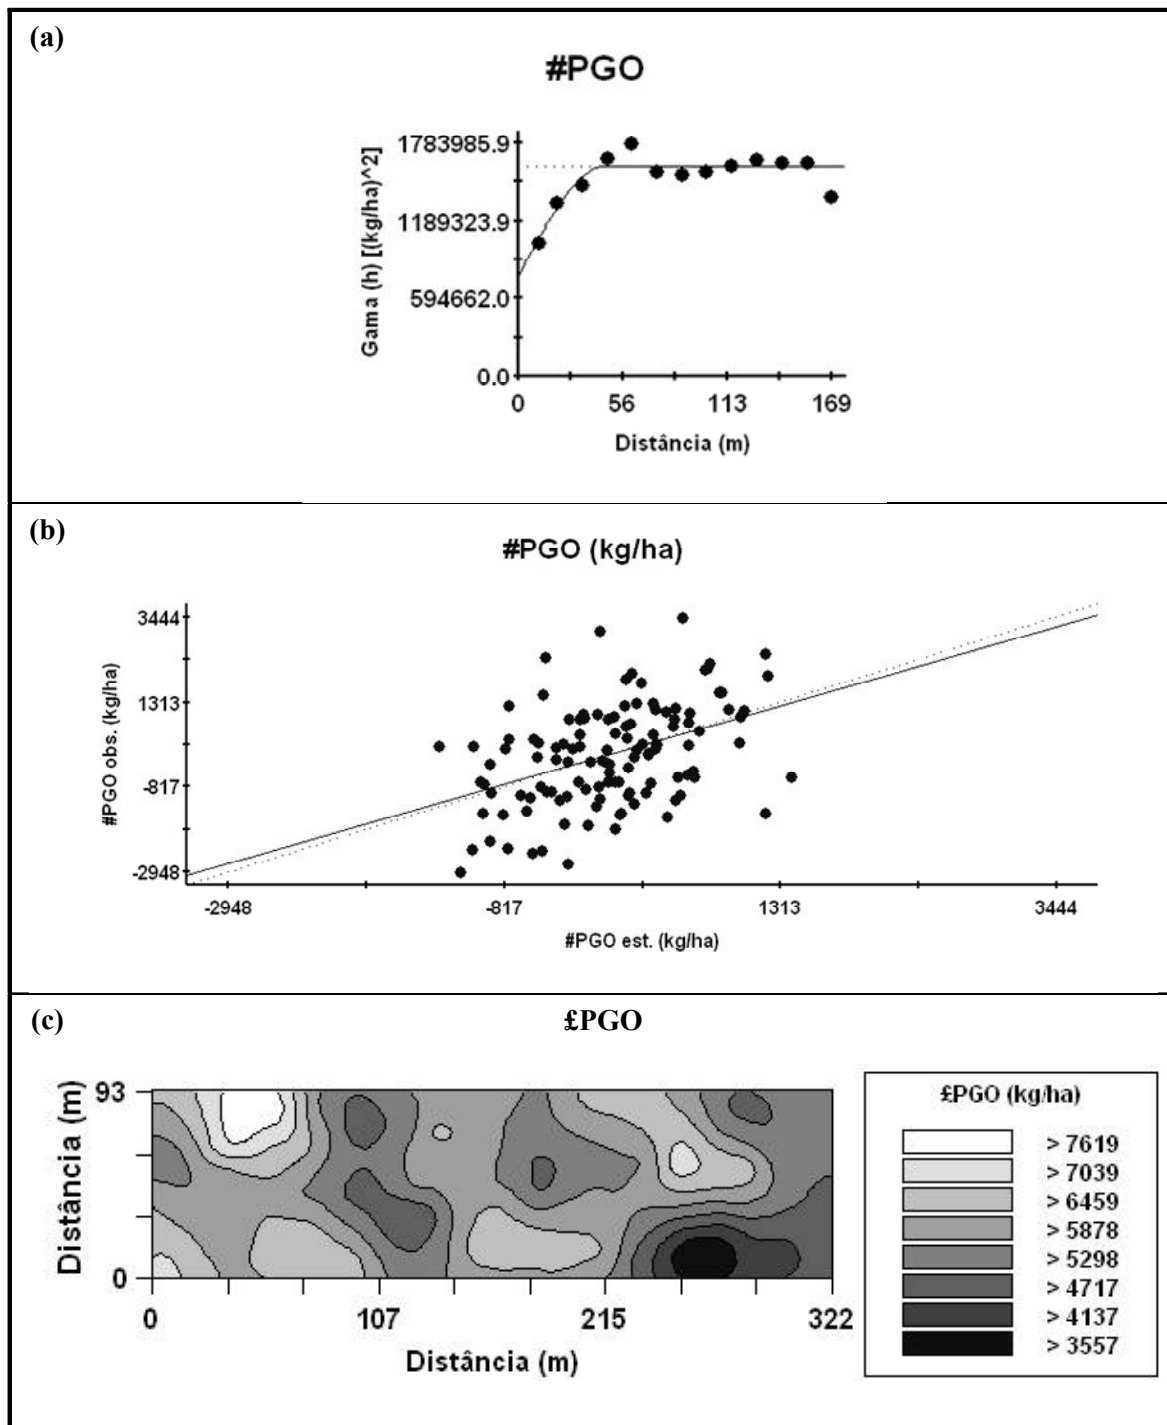 (a)
#PGO
Gama (h) [(kg/ha)^2]
1783985.9
1189323.9
594662.0
0.0
0 56 113 169
Distância (m)
(b)
#PGO (kg/ha)
#PGO obs. (kg/ha)
3444
1313
-817
-2948
-2948 -817 1313 3444
#PGO est. (kg/ha)
(c)
£PGO
Distância (m)
93
0
0 107 215 322
Distância (m)
£PGO (kg/ha)
> 7619
> 7039
> 6459
> 5878
> 5298
> 4717
> 4137
> 3557